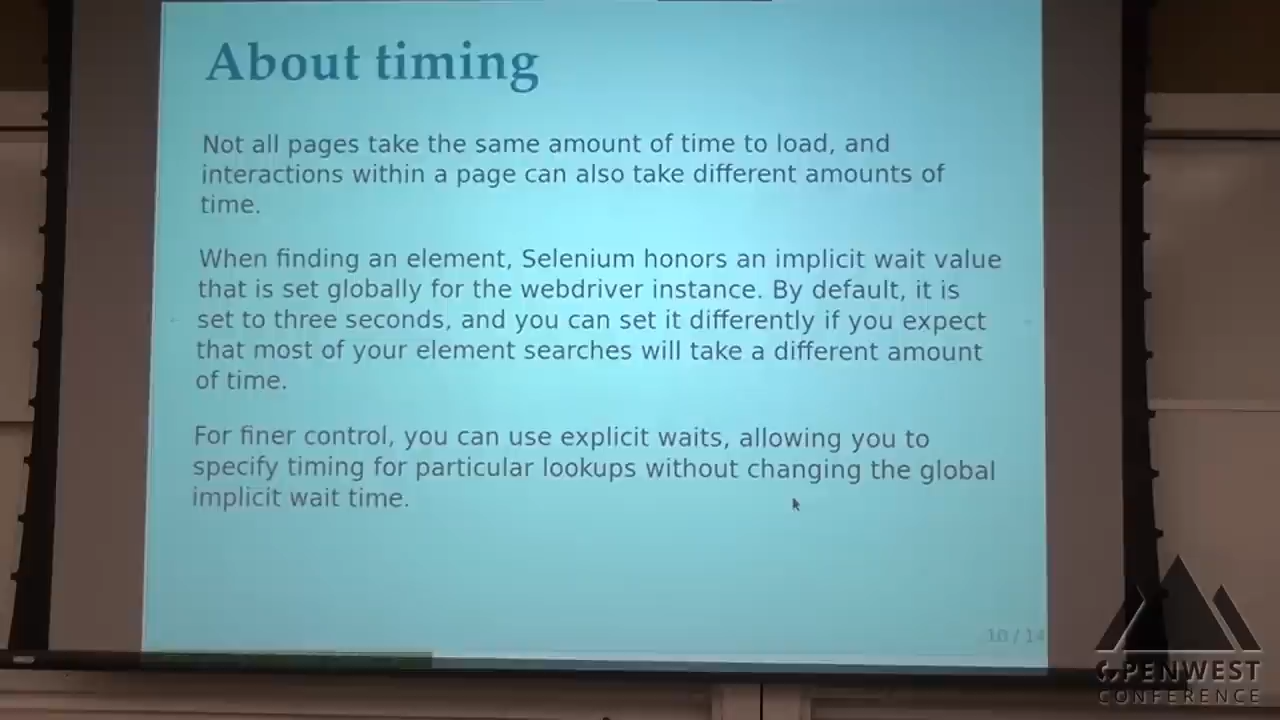 About timing
Not all pages take the same amount of time to load, and
interactions within a page can also take different amounts of
time.
When finding an element, Selenium honors an implicit wait value
that is set globally for the webdriver instance. By default, it is
set to three seconds, and you can set it differently if you expect
that most of your element searches will take a different amount
of time.
For finer control, you can use explicit waits, allowing you to
specify timing for particular lookups without changing the global
implicit wait time.
10 / 14
OPENWEST
CONFERENCE